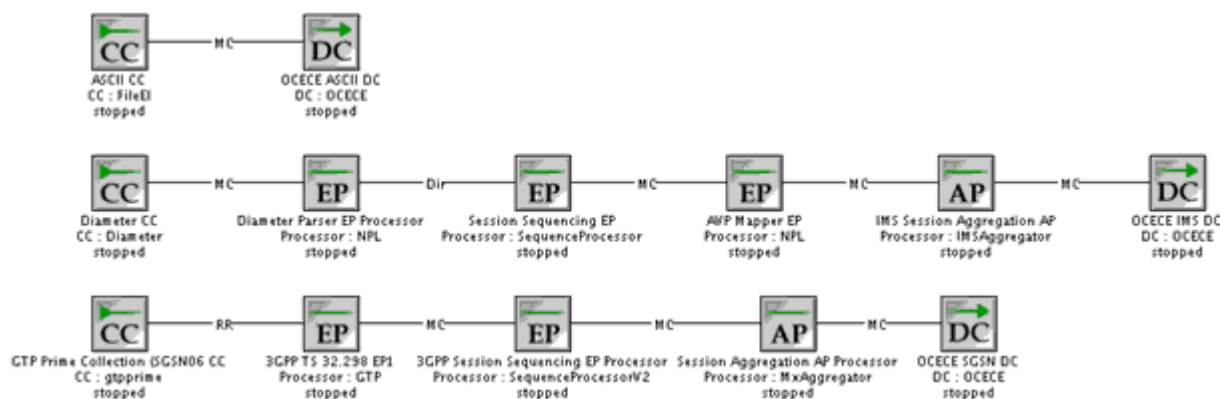 CC
MC
DC
ASCII CC
CC : FileEI
stopped
OCECE ASCII DC
DC : OCECE
stopped
CC
MC
EP
Dir
EP
MC
EP
MC
AP
MC
DC
Diameter CC
CC : Diameter
stopped
Diameter Parser EP Processor
Processor : NPL
stopped
Session Sequencing EP
Processor : SequenceProcessor
stopped
AVP Mapper EP
Processor : NPL
stopped
IMS Session Aggregation AP
Processor : IMSAggregator
stopped
OCECE IMS DC
DC : OCECE
stopped
CC
RR
EP
MC
EP
MC
AP
MC
DC
GTP Prime Collection (SGSN06 CC
CC : gtpprime
stopped
3GPP TS 32.298 EP1
Processor : GTP
stopped
3GPP Session Sequencing EP Processor
Processor : SequenceProcessorV2
stopped
Session Aggregation AP Processor
Processor : MxAggregator
stopped
OCECE SGSN DC
DC : OCECE
stopped